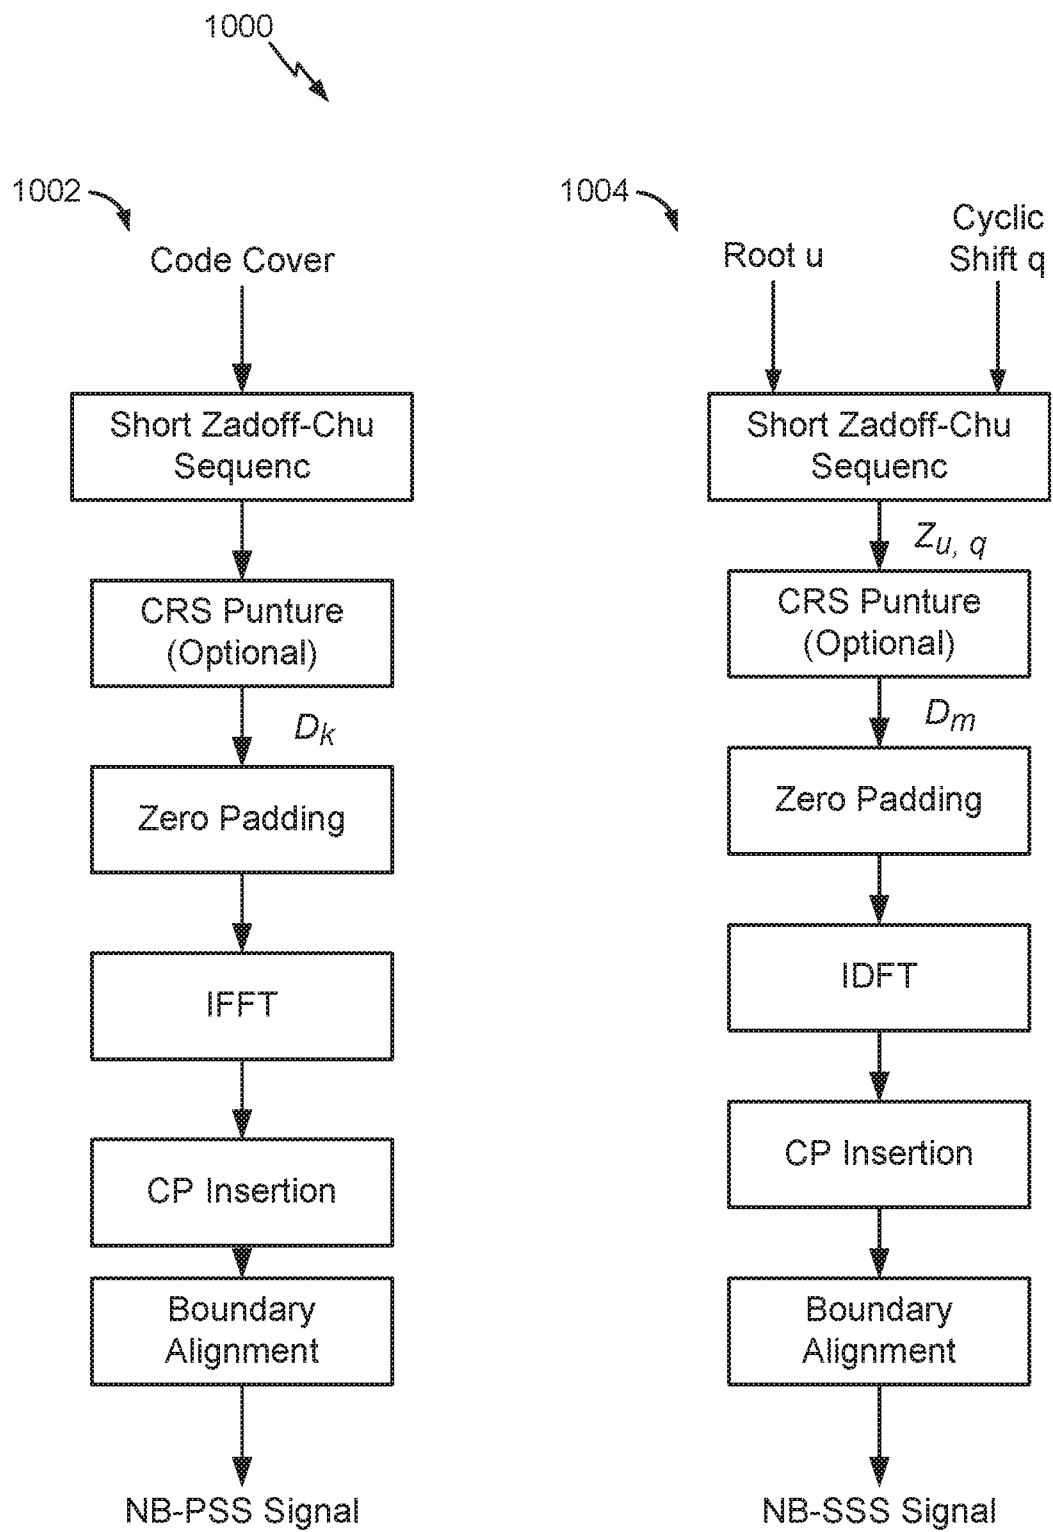 1000
1002
Code Cover
Short Zadoff-Chu
Sequenc
CRS Punture
(Optional)
Dk
Zero Padding
IFFT
CP Insertion
Boundary
Alignment
NB-PSS Signal
1004
Root u
Cyclic
Shift q
Short Zadoff-Chu
Sequenc
Zu, q
CRS Punture
(Optional)
Dm
Zero Padding
IDFT
CP Insertion
Boundary
Alignment
NB-SSS Signal